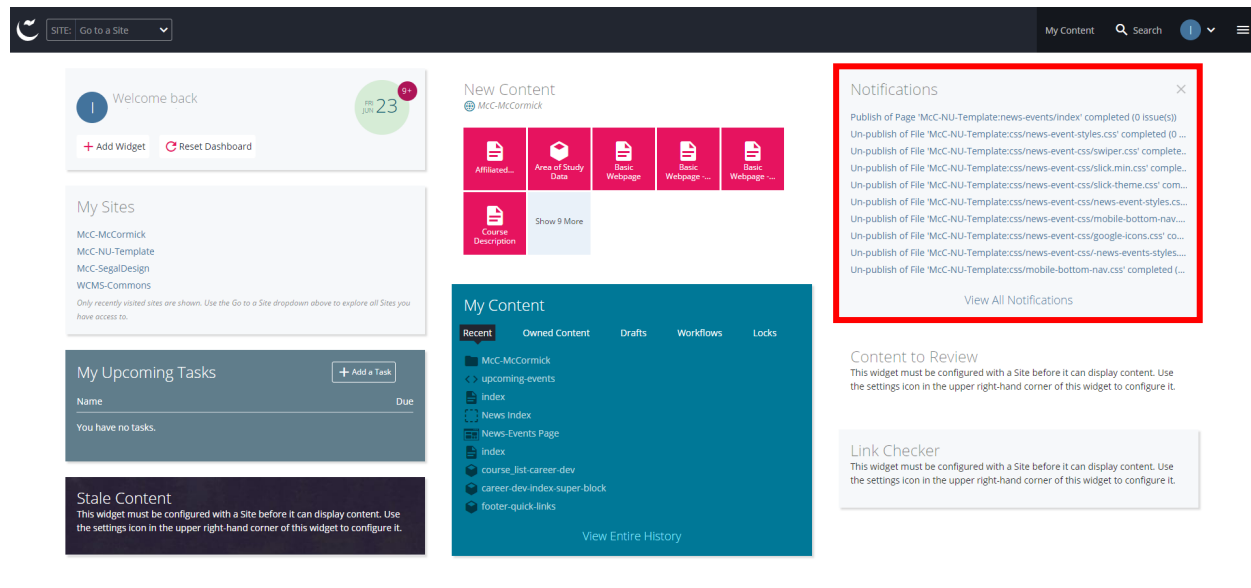 SITE: Go to a Site
My Content
Search
I
I
Welcome back
FRI
JUN 23
9+
Add Widget
Reset Dashboard
My Sites
McC-McCormick
McC-NU-Template
McC-SegalDesign
WCMS-Commons
Only recently visited sites are shown. Use the Go to a Site dropdown above to explore all Sites you
have access to.
My Upcoming Tasks
Add a Task
Name Due
You have no tasks.
Stale Content
This widget must be configured with a Site before it can display content. Use
the settings icon in the upper right-hand corner of this widget to configure it.
New Content
McC-McCormick
Affiliated...
Area of Study
Data
Basic
Webpage
Basic
Webpage -...
Basic
Webpage -...
Course
Description
Show 9 More
My Content
Recent Owned Content Drafts Workflows Locks
McC-McCormick
upcoming-events
index
News Index
News-Events Page
index
course_list-career-dev
career-dev-index-super-block
footer-quick-links
View Entire History
Notifications
Publish of Page 'McC-NU-Template:news-events/index' completed (0 issue(s))
Un-publish of File 'McC-NU-Template:css/news-event-styles.css' completed (0 ...
Un-publish of File 'McC-NU-Template:css/news-event-css/swiper.css' complete..
Un-publish of File 'McC-NU-Template:css/news-event-css/slick.min.css' comple..
Un-publish of File 'McC-NU-Template:css/news-event-css/slick-theme.css' com...
Un-publish of File 'McC-NU-Template:css/news-event-css/news-event-styles.cs...
Un-publish of File 'McC-NU-Template:css/news-event-css/mobile-bottom-nav....
Un-publish of File 'McC-NU-Template:css/news-event-css/google-icons.css' co...
Un-publish of File 'McC-NU-Template:css/news-event-css/-news-events-styles....
Un-publish of File 'McC-NU-Template:css/mobile-bottom-nav.css' completed (...
View All Notifications
Content to Review
This widget must be configured with a Site before it can display content. Use
the settings icon in the upper right-hand corner of this widget to configure it.
Link Checker
This widget must be configured with a Site before it can display content. Use
the settings icon in the upper right-hand corner of this widget to configure it.